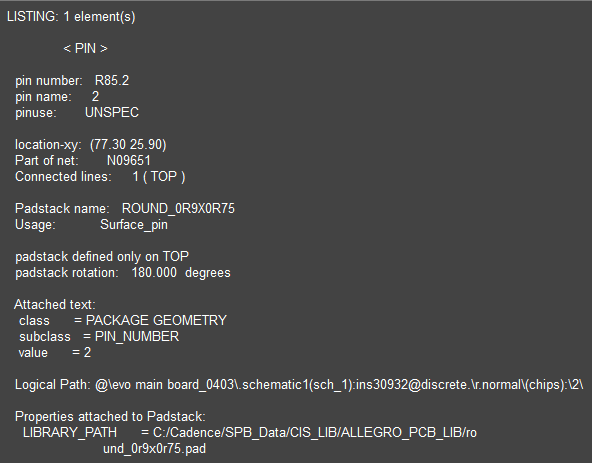 LISTING: 1 element(s)
< PIN >
pin number: R85.2
pin name: 2
pinuse: UNSPEC
location-xy: (77.30 25.90)
Part of net: N09651
Connected lines: 1 ( TOP )
Padstack name: ROUND_0R9X0R75
Usage: Surface_pin
padstack defined only on TOP
padstack rotation: 180.000 degrees
Attached text:
class = PACKAGE GEOMETRY
subclass = PIN_NUMBER
value = 2
Logical Path: @\evo main board_0403\.schematic1(sch_1):ins30932@discrete.\r.normal\(chips):\2\
Properties attached to Padstack:
LIBRARY_PATH = C:/Cadence/SPB_Data/CIS_LIB/ALLEGRO_PCB_LIB/ro
und_0r9x0r75.pad